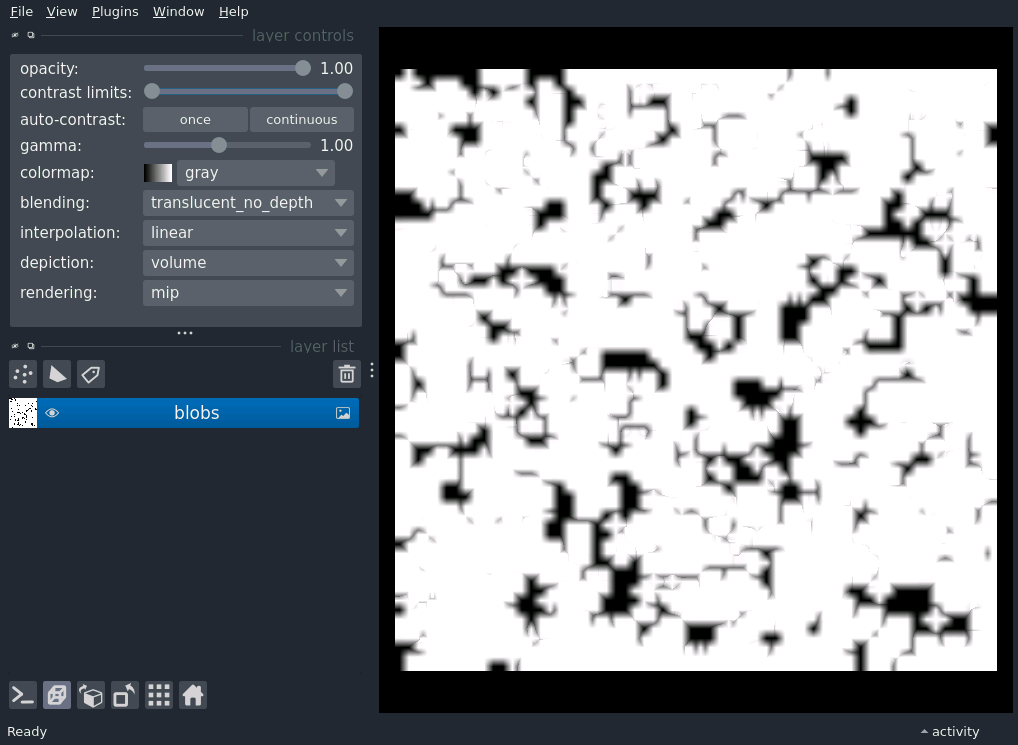 File View Plugins Window Help
layer controls
opacity: 1.00
contrast limits:
auto-contrast: once continuous
gamma: 1.00
colormap: gray
blending: translucent_no_depth
interpolation: linear
depiction: volume
rendering: mip
layer list
blobs
Ready
activity